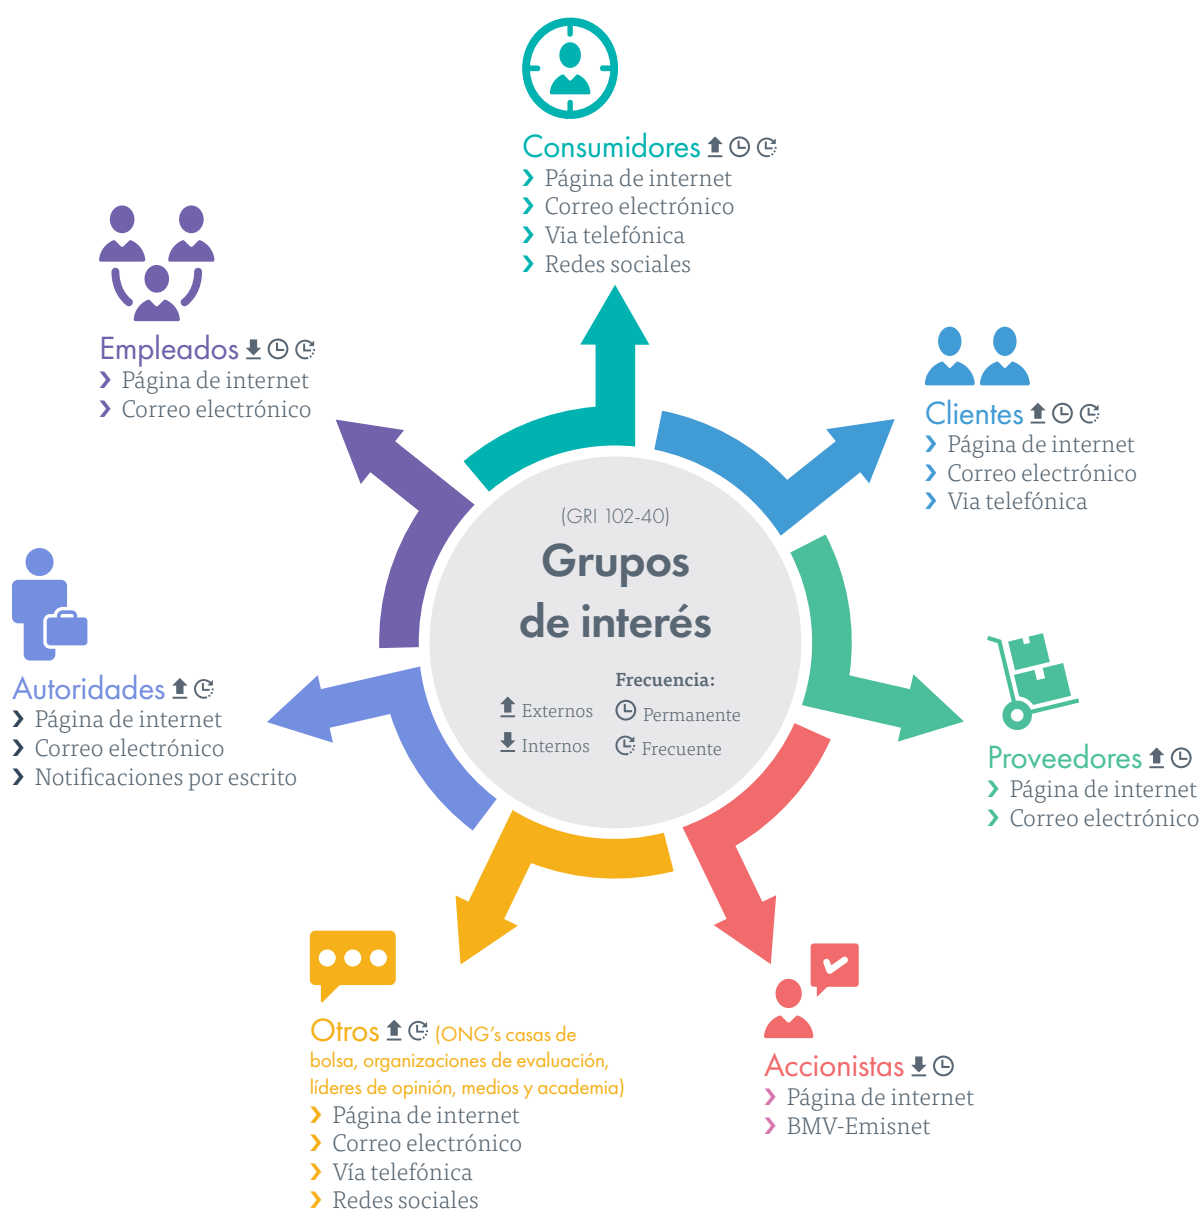 Consumidores
Página de internet
Correo electrónico
Via telefónica
Redes sociales
Empleados
Página de internet
Correo electrónico
Clientes
Página de internet
Correo electrónico
Via telefónica
(GRI 102-40)
Grupos
de interés
Frecuencia:
Externos
Permanente
Internos
Frecuente
Autoridades
Página de internet
Correo electrónico
Notificaciones por escrito
Proveedores
Página de internet
Correo electrónico
Otros (ONG's casas de
bolsa, organizaciones de evaluación,
líderes de opinión, medios y academia)
Página de internet
Correo electrónico
Vía telefónica
Redes sociales
Accionistas
Página de internet
BMV-Emisnet